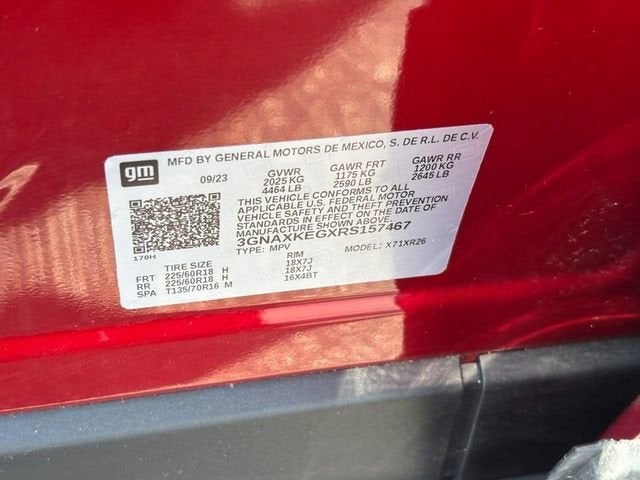 gm
MFD BY GENERAL MOTORS DE MEXICO, S. DE R.L. DE C.V.
09/23 GVWR GAWR FRT GAWR RR
2025 KG 1175 KG 1200 KG
4464 LB 2590 LB 2645 LB
THIS VEHICLE CONFORMS TO ALL
APPLICABLE U.S. FEDERAL MOTOR
VEHICLE SAFETY AND THEFT PREVENTION
STANDARDS IN EFFECT ON THE DATE OF
MANUFACTURE SHOWN ABOVE.
3GNAXKEGXRS157467
170H TYPE: MPV MODEL: X71XR26
TIRE SIZE RIM
FRT 225/60R18 H 18X7J
RR 225/60R18 H 18X7J
SPA T135/70R16 M 16X4BT